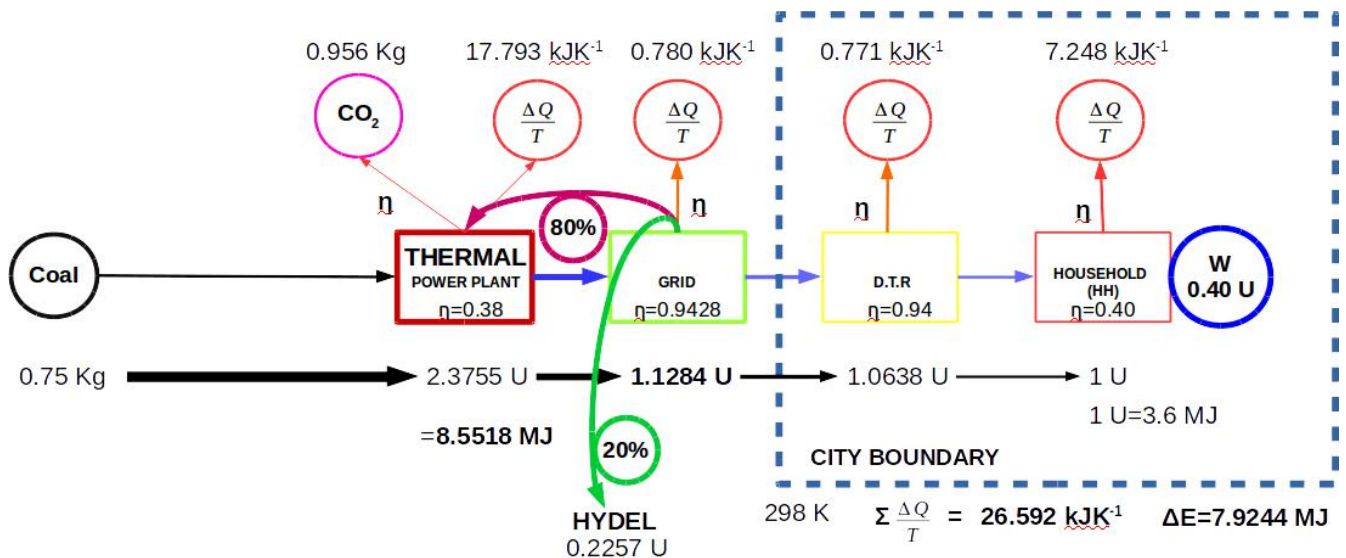 0.956 Kg
17.793 kJK⁻¹
0.780 kJK⁻¹
0.771 kJK⁻¹
7.248 kJK⁻¹
CO₂
ΔQ
T
ΔQ
T
ΔQ
T
ΔQ
T
η
η
η
η
80%
Coal
THERMAL
POWER PLANT
η=0.38
GRID
η=0.9428
D.T.R
η=0.94
HOUSEHOLD
(HH)
η=0.40
W
0.40 U
0.75 Kg
2.3755 U
1.1284 U
1.0638 U
1 U
1 U=3.6 MJ
=8.5518 MJ
20%
CITY BOUNDARY
HYDEL
0.2257 U
298 K
Σ ΔQ/T = 26.592 kJK⁻¹
ΔE=7.9244 MJ